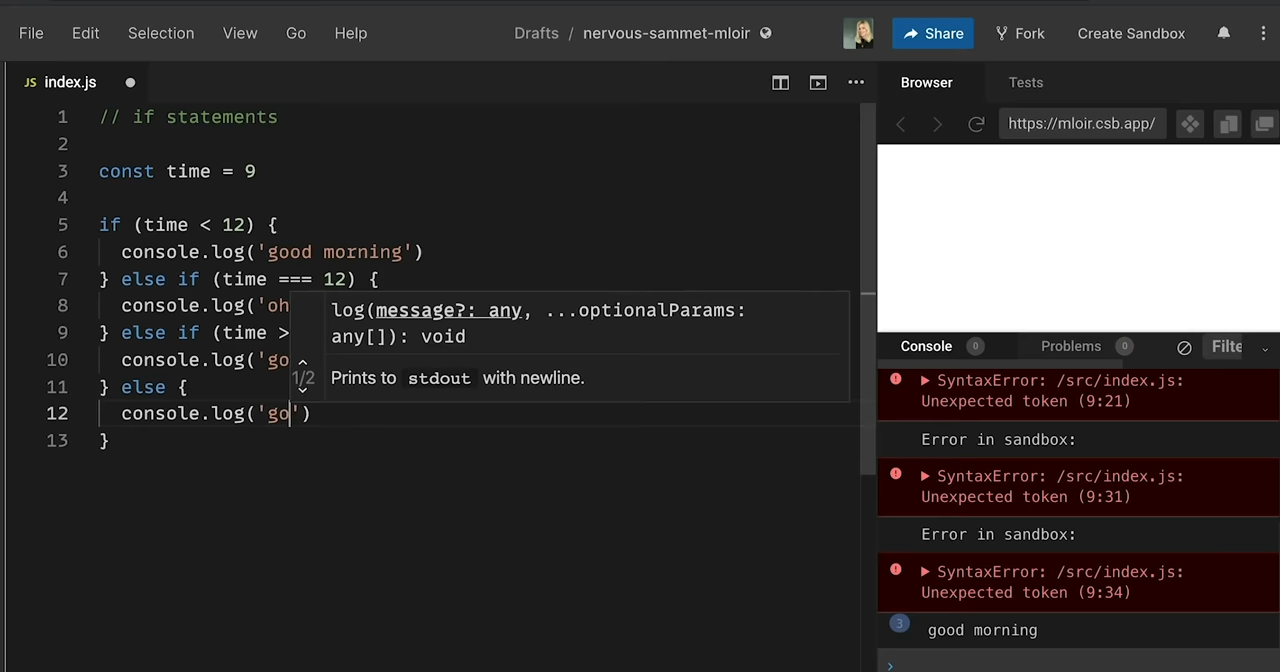 File Edit Selection View Go Help Drafts / nervous-sammet-mloir Share Fork Create Sandbox
JS index.js
Browser Tests
https://mloir.csb.app/
1 // if statements
2
3 const time = 9
4
5 if (time < 12) {
6 console.log('good morning')
7 } else if (time === 12) {
8 console.log('oh
9 } else if (time >
10 console.log('go
11 } else {
12 console.log('go')
13 }
log(message?: any, ...optionalParams:
any[]): void
1/2 Prints to stdout with newline.
Console 0 Problems 0 Filte
SyntaxError: /src/index.js:
Unexpected token (9:21)
Error in sandbox:
SyntaxError: /src/index.js:
Unexpected token (9:31)
Error in sandbox:
SyntaxError: /src/index.js:
Unexpected token (9:34)
3 good morning